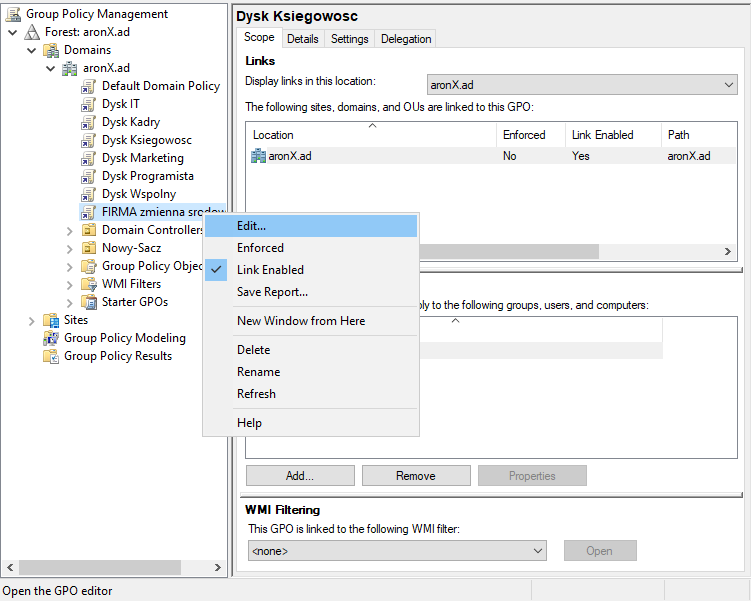 Group Policy Management
Forest: aronX.ad
Domains
aronX.ad
Default Domain Policy
Dysk IT
Dysk Kadry
Dysk Ksiegowosc
Dysk Marketing
Dysk Programista
Dysk Wspolny
FIRMA zmienna srodow
Domain Controllers
Nowy-Sacz
Group Policy Objec
WMI Filters
Starter GPOs
Sites
Group Policy Modeling
Group Policy Results
Edit...
Enforced
Link Enabled
Save Report...
New Window from Here
Delete
Rename
Refresh
Help
Dysk Ksiegowosc
Scope Details Settings Delegation
Links
Display links in this location: aronX.ad
The following sites, domains, and OUs are linked to this GPO:
Location Enforced Link Enabled Path
aronX.ad No Yes aronX.ad
ply to the following groups, users, and computers:
Add... Remove Properties
WMI Filtering
This GPO is linked to the following WMI filter:
<none> Open
Open the GPO editor